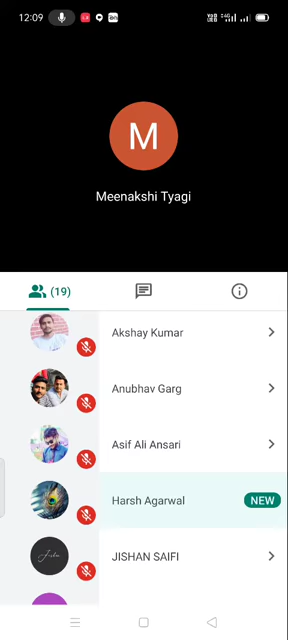 12:09
M
Meenakshi Tyagi
(19)
Akshay Kumar
Anubhav Garg
Asif Ali Ansari
Harsh Agarwal NEW
JISHAN SAIFI